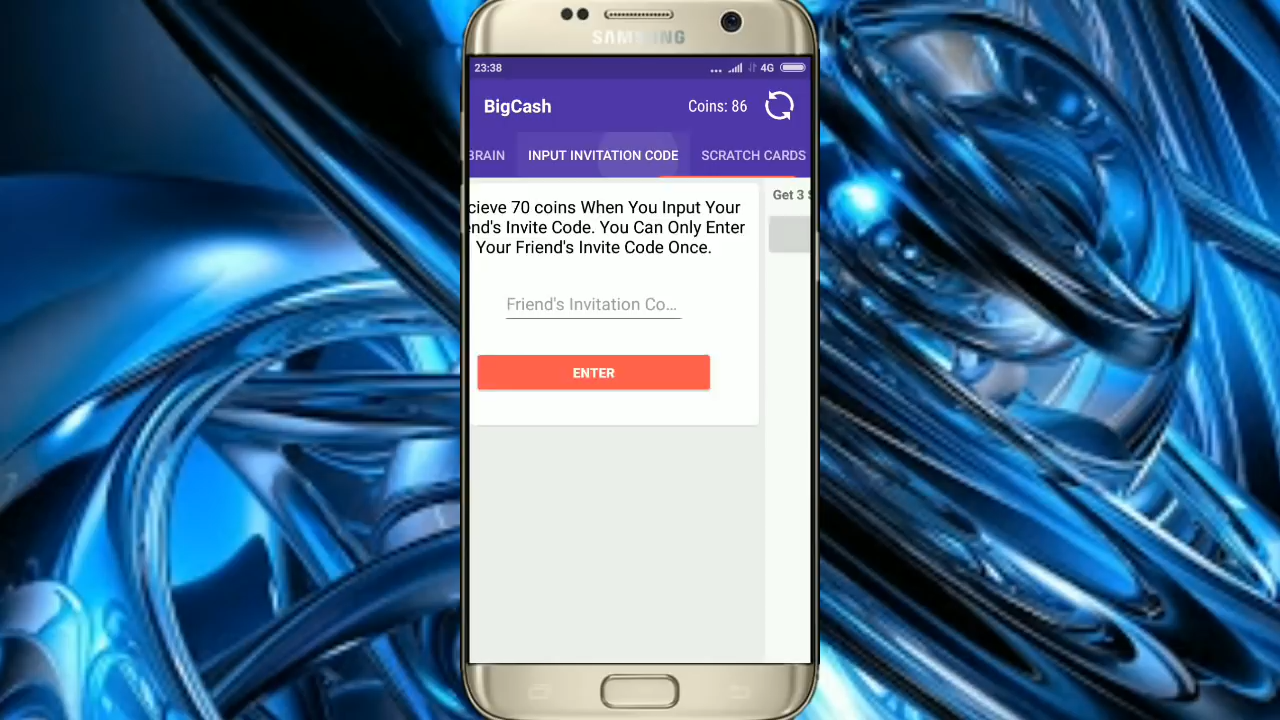 SAMSUNG
23:38
4G
BigCash
Coins: 86
BRAIN
INPUT INVITATION CODE
SCRATCH CARDS
cieve 70 coins When You Input Your
end's Invite Code. You Can Only Enter
Your Friend's Invite Code Once.
Get 3
Friend's Invitation Co...
ENTER